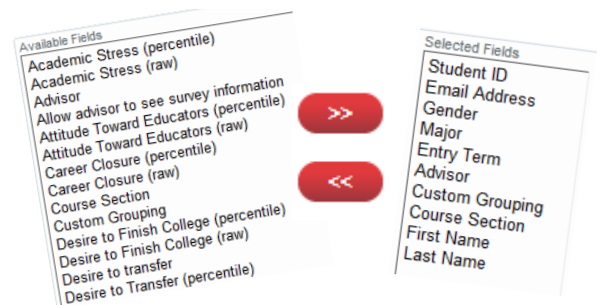 Available Fields
Academic Stress (percentile)
Academic Stress (raw)
Advisor
Allow advisor to see survey information
Attitude Toward Educators (percentile)
Attitude Toward Educators (raw)
Career Closure (percentile)
Career Closure (raw)
Course Section
Custom Grouping
Desire to Finish College (percentile)
Desire to Finish College (raw)
Desire to transfer
Desire to Transfer (percentile)
>>
<<
Selected Fields
Student ID
Email Address
Gender
Major
Entry Term
Advisor
Custom Grouping
Course Section
First Name
Last Name